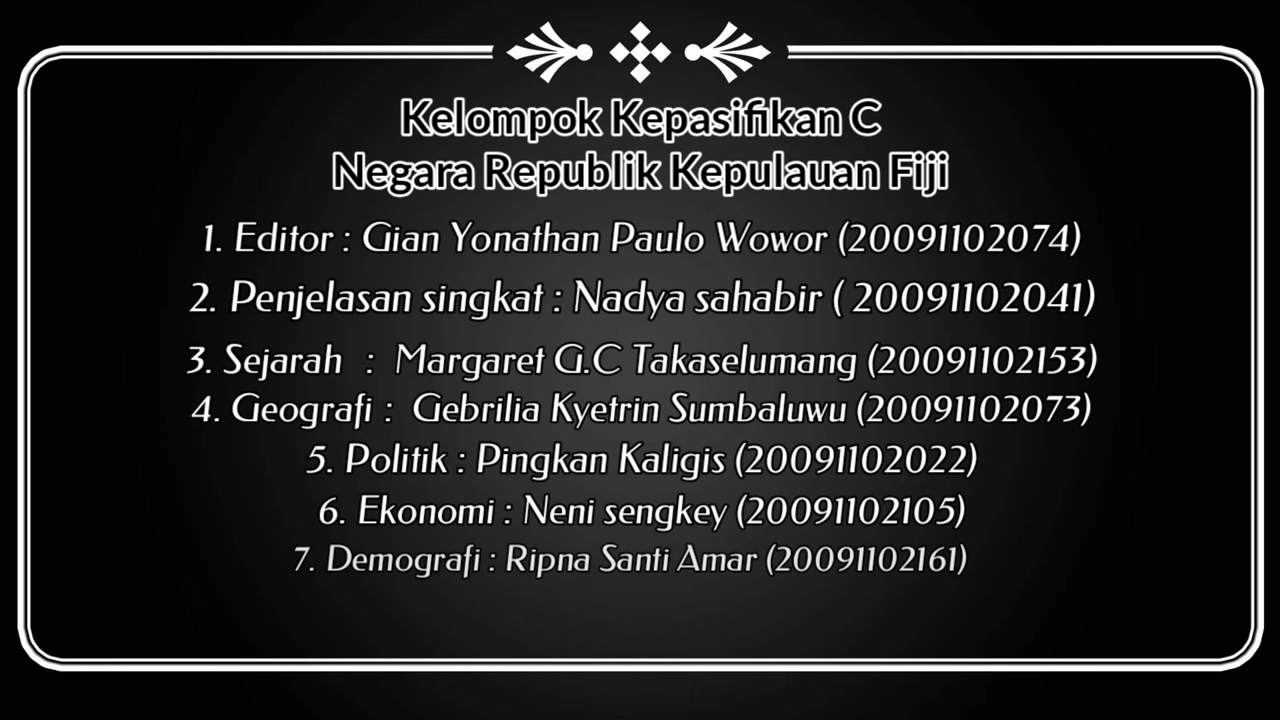 Kelompok Kepasifikan C
Negara Republik Kepulauan Fiji
1. Editor : Gian Yonathan Paulo Wowor (20091102074)
2. Penjelasan singkat : Nadya sahabir ( 20091102041)
3. Sejarah : Margaret G.C Takaselumang (20091102153)
4. Geografi : Gebrilia Kyetrin Sumbaluwu (20091102073)
5. Politik : Pingkan Kaligis (20091102022)
6. Ekonomi : Neni sengkey (20091102105)
7. Demografi : Ripna Santi Amar (20091102161)